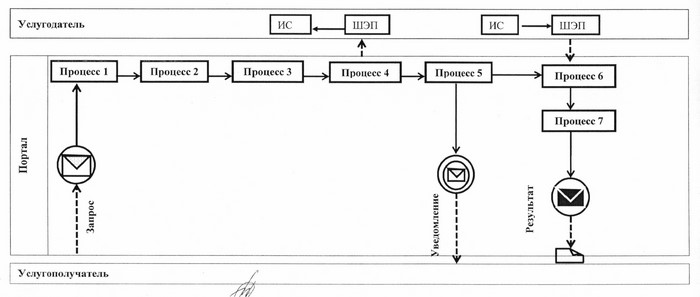 Услугодатель
ИС
ШЭП
ИС
ШЭП
Портал
Процесс 1
Процесс 2
Процесс 3
Процесс 4
Процесс 5
Процесс 6
Процесс 7
Запрос
Уведомление
Результат
Услугополучатель